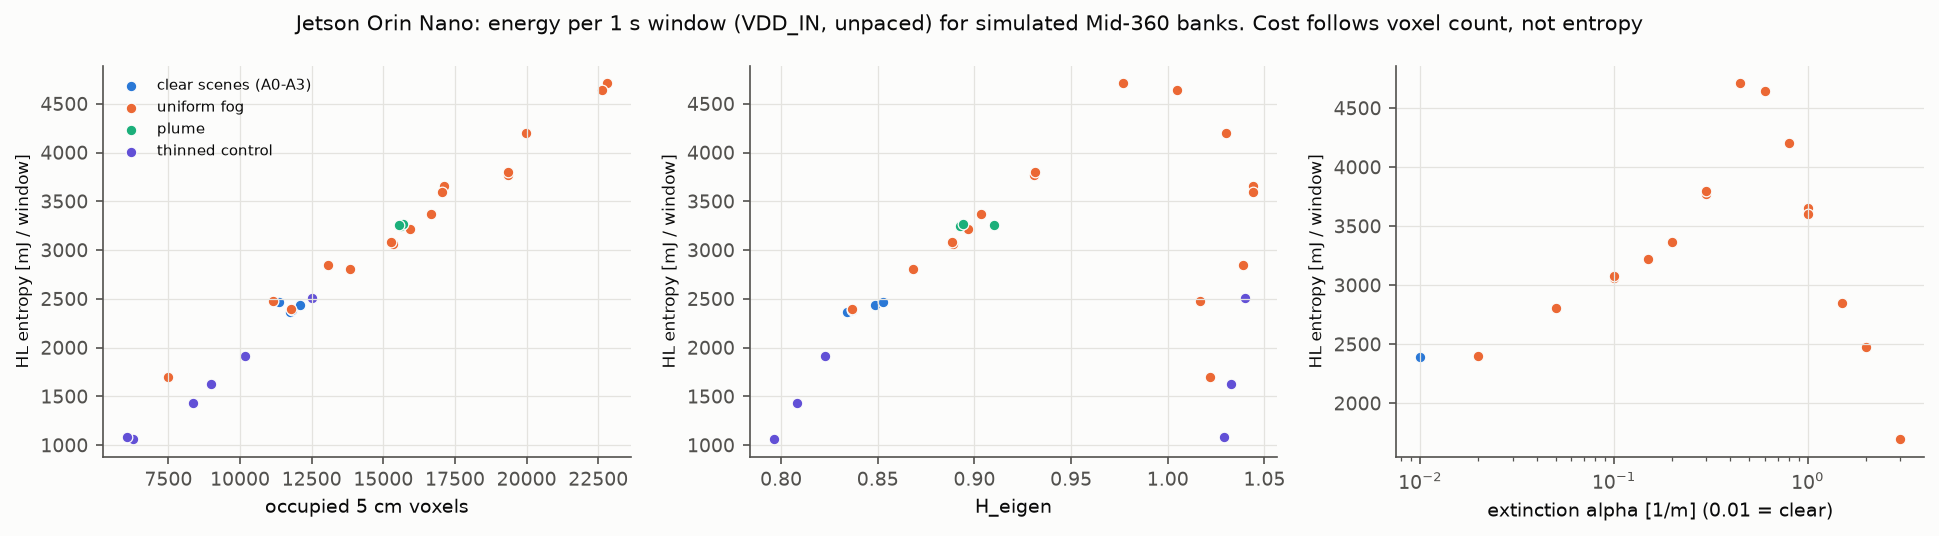 Jetson Orin Nano: energy per 1 s window (VDD_IN, unpaced) for simulated Mid-360 banks. Cost follows voxel count, not entropy
HL entropy [mJ / window]
4500
4000
3500
3000
2500
2000
1500
1000
clear scenes (A0-A3)
uniform fog
plume
thinned control
7500 10000 12500 15000 17500 20000 22500
occupied 5 cm voxels
HL entropy [mJ / window]
4500
4000
3500
3000
2500
2000
1500
1000
0.80 0.85 0.90 0.95 1.00 1.05
H_eigen
HL entropy [mJ / window]
4500
4000
3500
3000
2500
2000
10⁻² 10⁻¹ 10⁰
extinction alpha [1/m] (0.01 = clear)